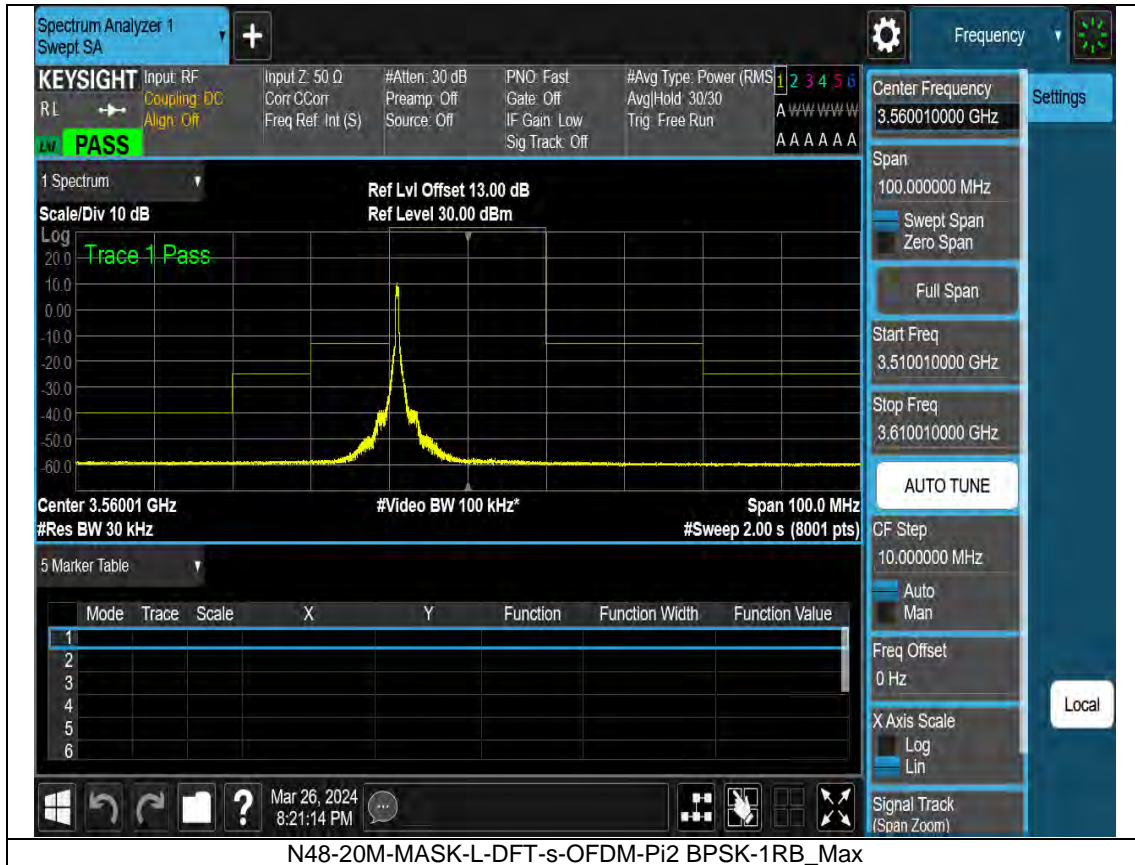 Spectrum Analyzer 1
Swept SA
Frequency
KEYSIGHT
RL
PASS
Input: RF
Coupling: DC
Align: Off
Input Z: 50 Ω
Corr CCorr
Freq Ref: Int (S)
#Atten: 30 dB
Preamp: Off
Source: Off
PNO: Fast
Gate: Off
IF Gain: Low
Sig Track: Off
#Avg Type: Power (RMS
Avg|Hold: 30/30
Trig: Free Run
1 2 3 4 5 6
A W W W W W
A A A A A A
1 Spectrum
Scale/Div 10 dB
Ref Lvl Offset 13.00 dB
Ref Level 30.00 dBm
Log
Trace 1 Pass
20.0
10.0
0.00
-10.0
-20.0
-30.0
-40.0
-50.0
-60.0
Center 3.56001 GHz
#Video BW 100 kHz*
Span 100.0 MHz
#Res BW 30 kHz
#Sweep 2.00 s (8001 pts)
5 Marker Table
Mode Trace Scale X Y Function Function Width Function Value
1
2
3
4
5
6
Mar 26, 2024
8:21:14 PM
?
Center Frequency
3.560010000 GHz
Settings
Span
100.000000 MHz
Swept Span
Zero Span
Full Span
Start Freq
3.510010000 GHz
Stop Freq
3.610010000 GHz
AUTO TUNE
CF Step
10.000000 MHz
Auto
Man
Freq Offset
0 Hz
X Axis Scale
Log
Lin
Local
Signal Track
(Span Zoom)
N48-20M-MASK-L-DFT-s-OFDM-Pi2 BPSK-1RB_Max